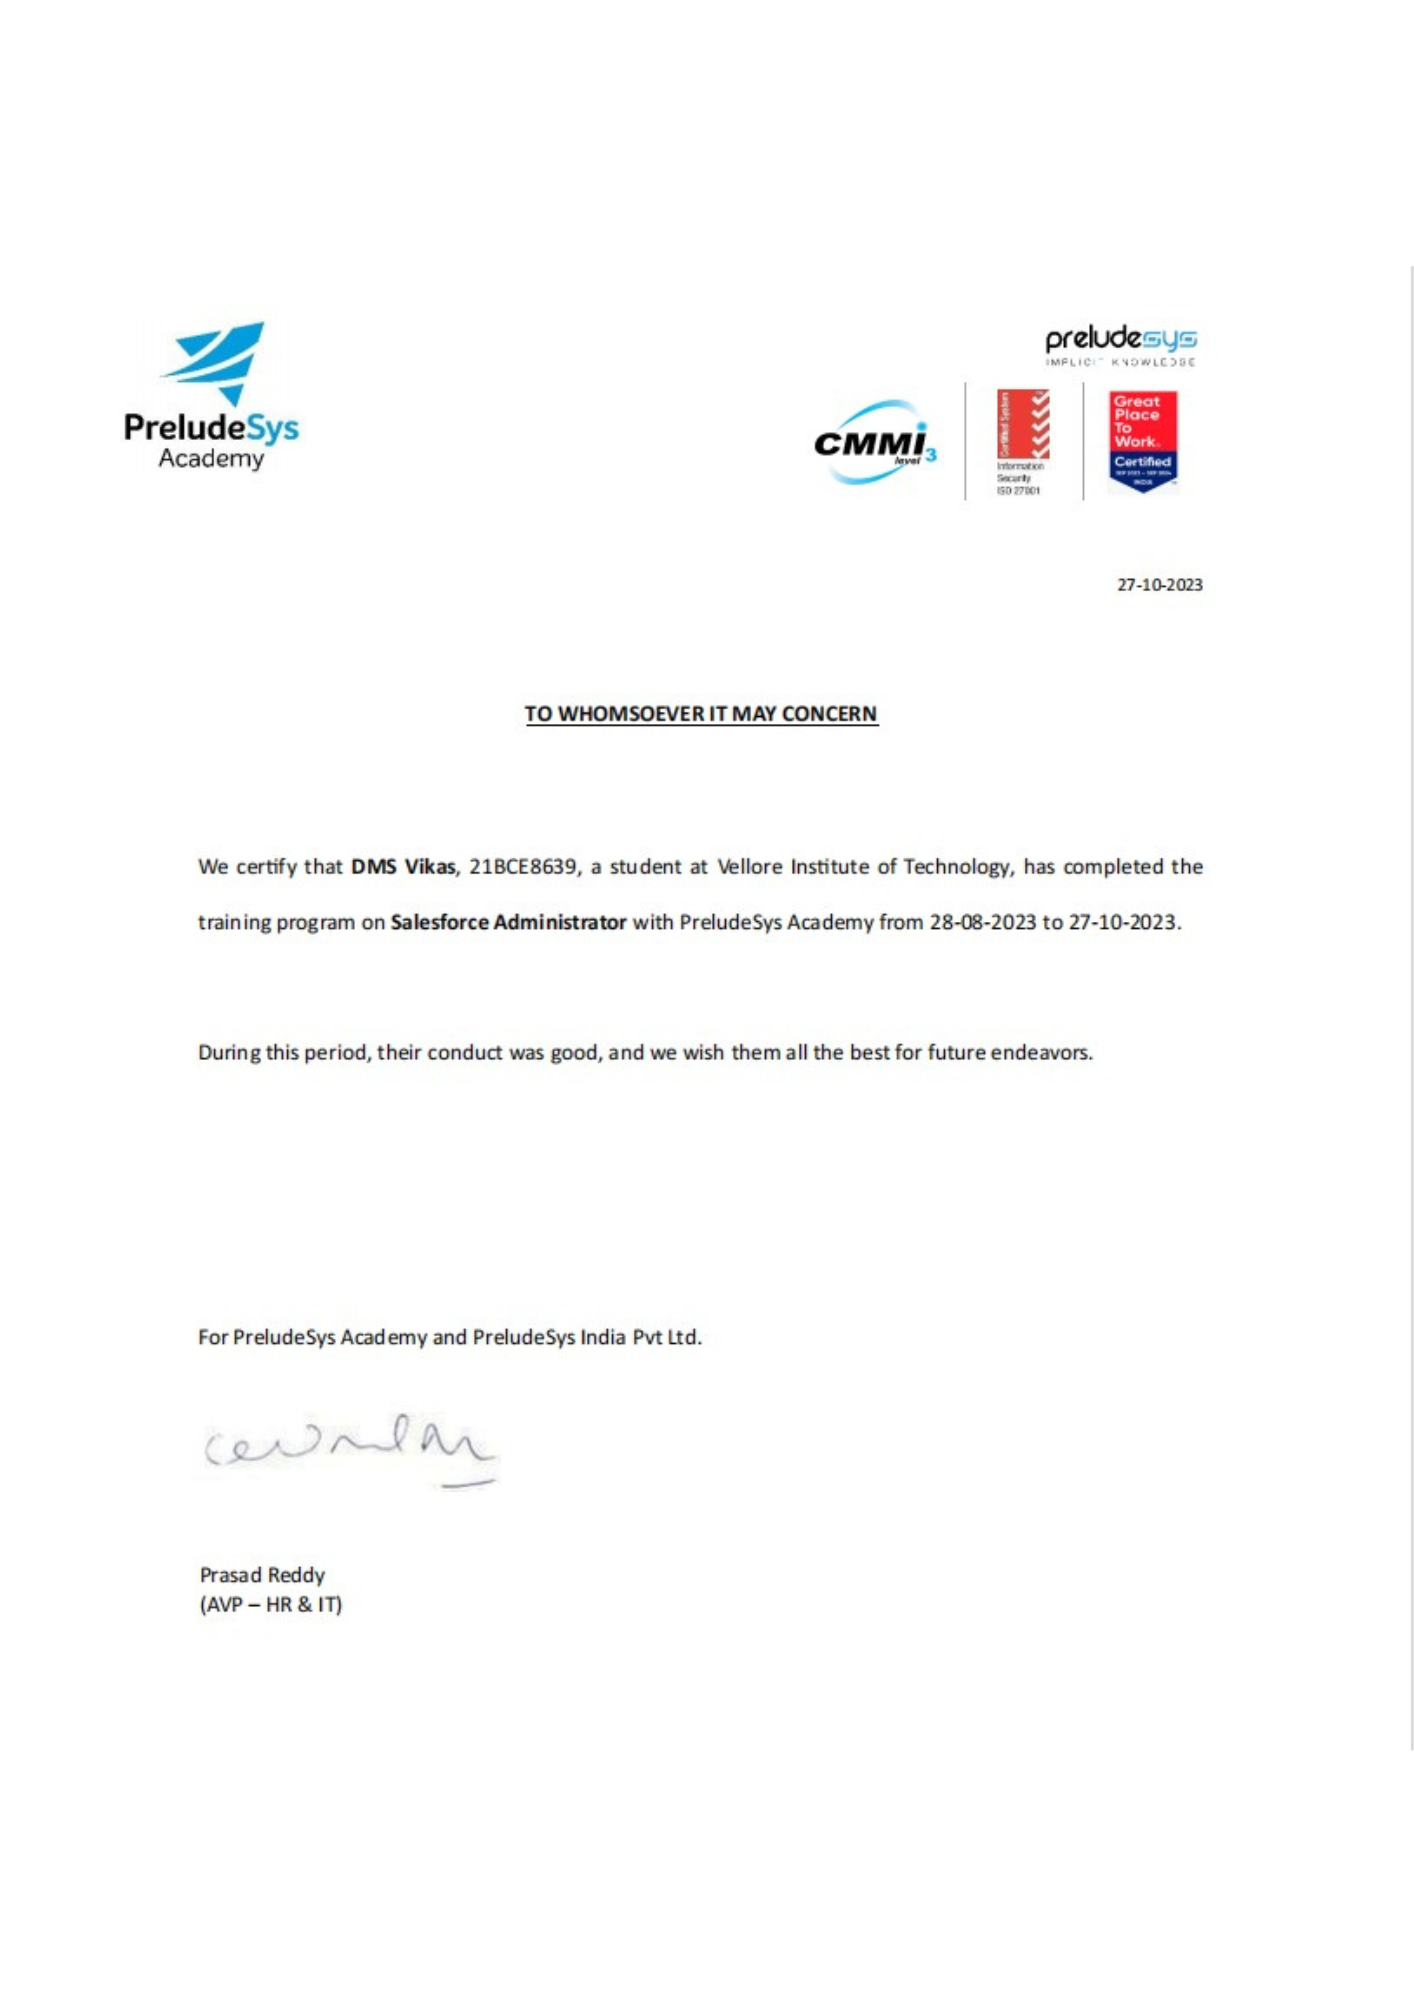 PreludeSys
Academy
preludesys
IMPLICIT KNOWLEDGE
CMMi
level 3
Certified System
Information
Security
ISO 27001
Great
Place
To
Work.
Certified
INDIA
27-10-2023
TO WHOMSOEVER IT MAY CONCERN
We certify that DMS Vikas, 21BCE8639, a student at Vellore Institute of Technology, has completed the
training program on Salesforce Administrator with PreludeSys Academy from 28-08-2023 to 27-10-2023.
During this period, their conduct was good, and we wish them all the best for future endeavors.
For PreludeSys Academy and PreludeSys India Pvt Ltd.
Prasad Reddy
(AVP – HR & IT)